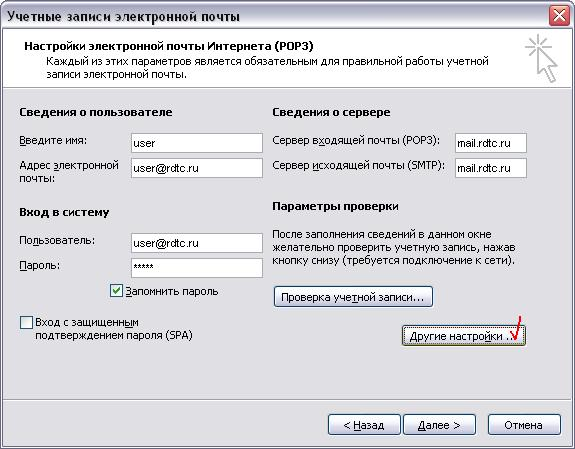 Учетные записи электронной почты
Настройки электронной почты Интернета (POP3)
Каждый из этих параметров является обязательным для правильной работы учетной
записи электронной почты.
Сведения о пользователе
Введите имя:
user
Адрес электронной
почты:
user@rdtc.ru
Сведения о сервере
Сервер входящей почты (POP3):
mail.rdtc.ru
Сервер исходящей почты (SMTP):
mail.rdtc.ru
Вход в систему
Пользователь:
user@rdtc.ru
Пароль:
*****
Запомнить пароль
Вход с защищенным
подтверждением пароля (SPA)
Параметры проверки
После заполнения сведений в данном окне
желательно проверить учетную запись, нажав
кнопку снизу (требуется подключение к сети).
Проверка учетной записи...
Другие настройки ...
< Назад
Далее >
Отмена